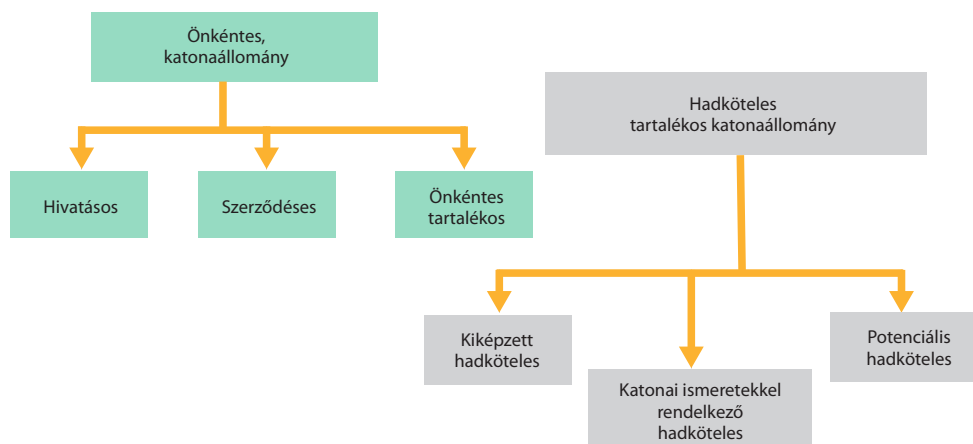 Önkéntes,
katonaállomány
Hivatásos
Szerződéses
Önkéntes
tartalékos
Hadköteles
tartalékos katonaállomány
Kiképzett
hadköteles
Katonai ismeretekkel
rendelkező
hadköteles
Potenciális
hadköteles